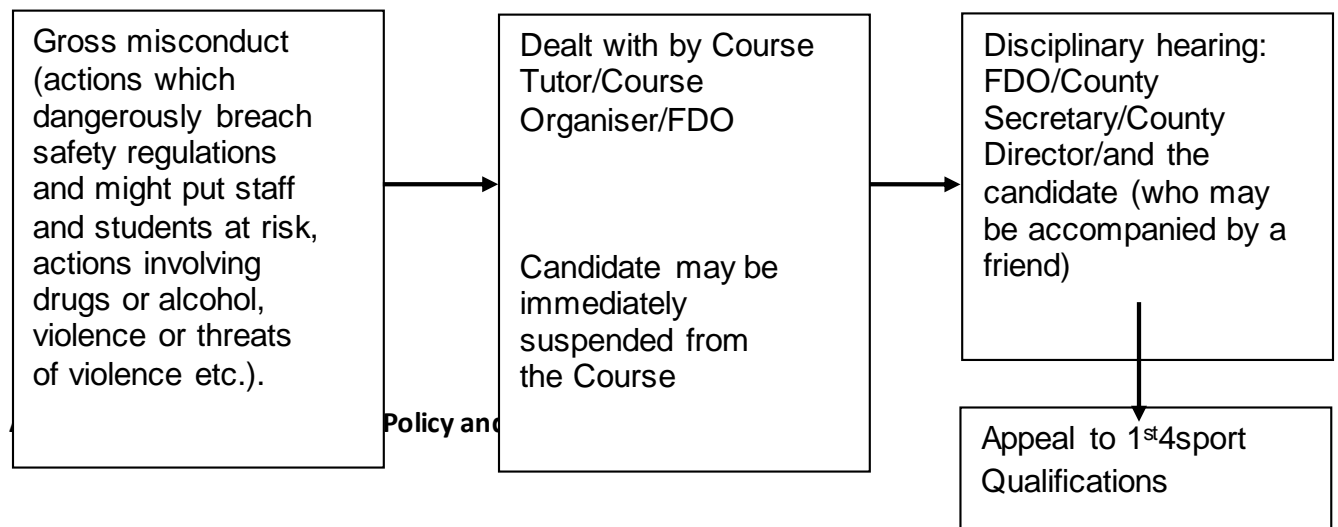 Gross misconduct
(actions which
dangerously breach
safety regulations
and might put staff
and students at risk,
actions involving
drugs or alcohol,
violence or threats
of violence etc.).
Dealt with by Course
Tutor/Course
Organiser/FDO
Candidate may be
immediately
suspended from
the Course
Disciplinary hearing:
FDO/County
Secretary/County
Director/and the
candidate (who may
be accompanied by a
friend)
Policy and
Appeal to 1st4sport
Qualifications